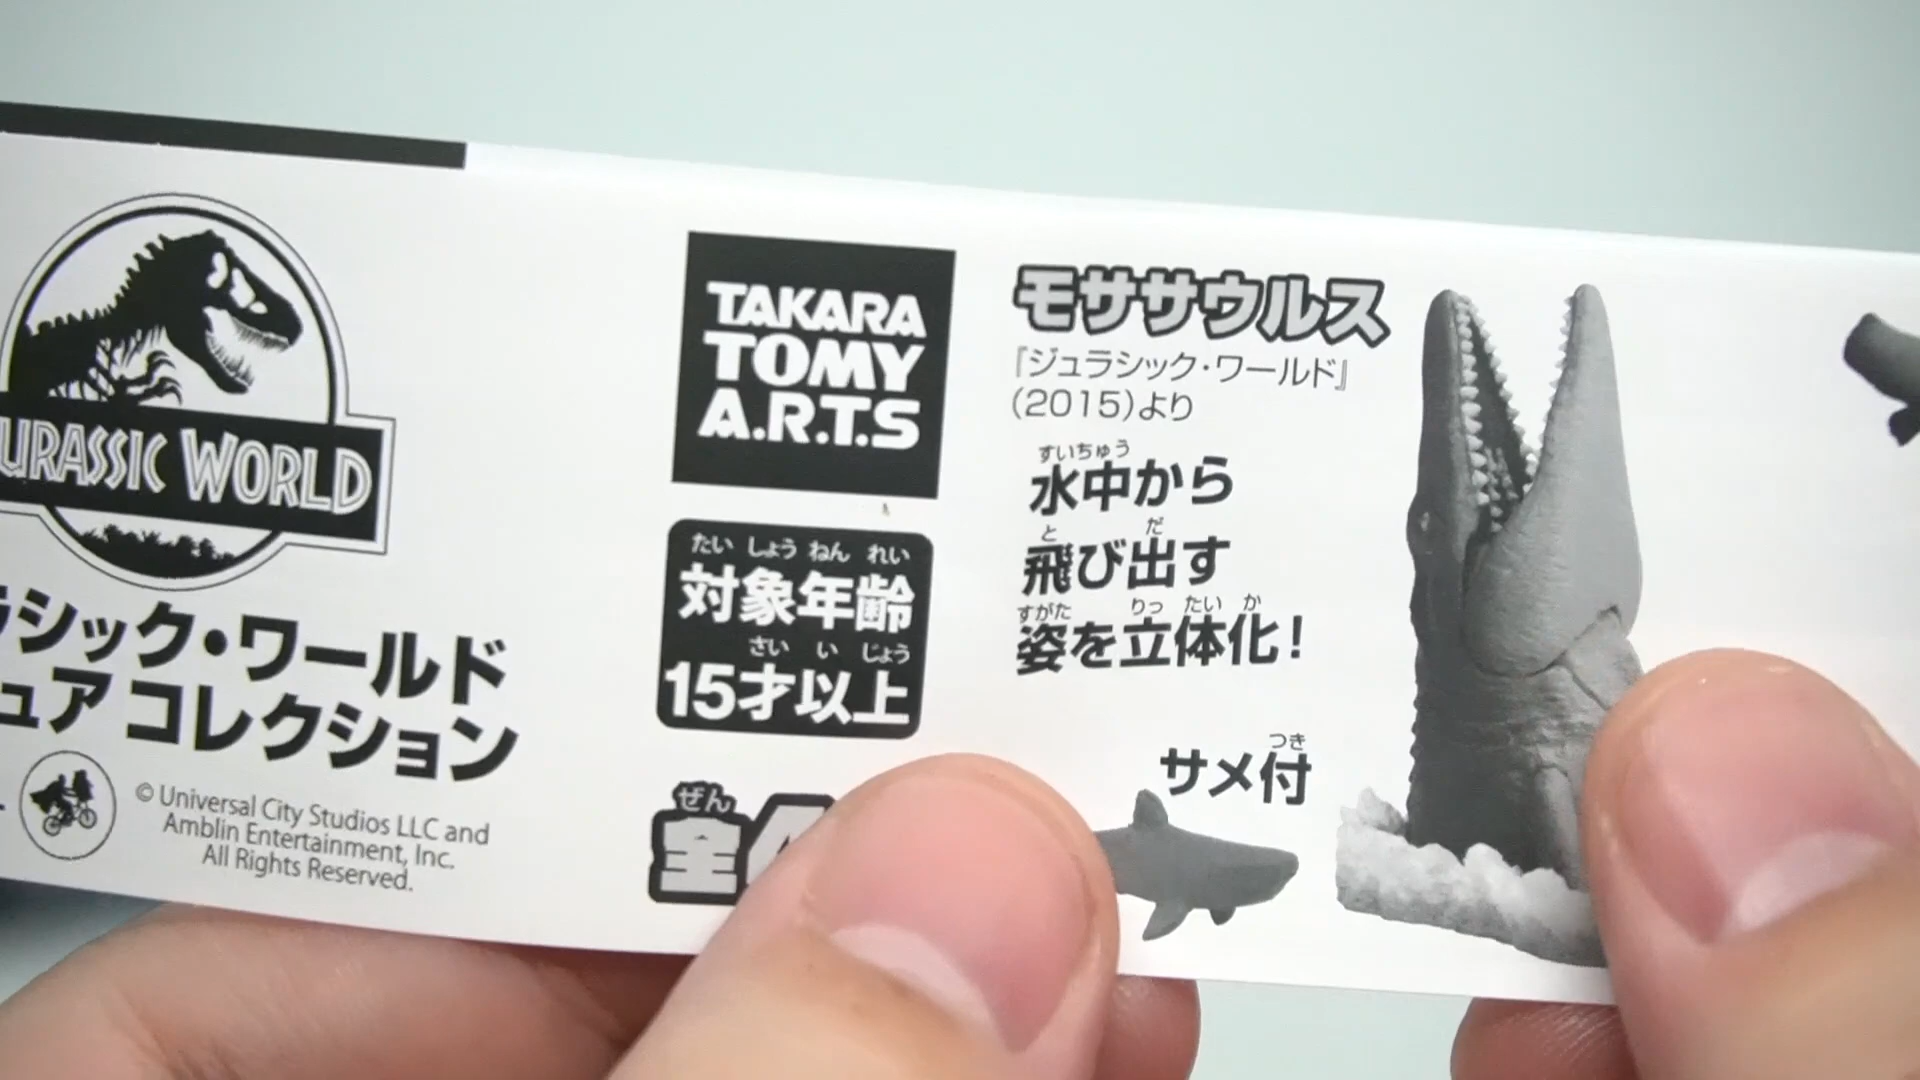 JURASSIC WORLD
ラシック・ワールド
ュア コレクション
© Universal City Studios LLC and
Amblin Entertainment, Inc.
All Rights Reserved.
TAKARA
TOMY
A.R.T.S
たいしょうねんれい
対象年齢
さいいじょう
15才以上
ぜん
全
モササウルス
『ジュラシック・ワールド』
(2015)より
すいちゅう
水中から
と だ
飛び出す
すがた りったいか
姿を立体化!
つき
サメ付